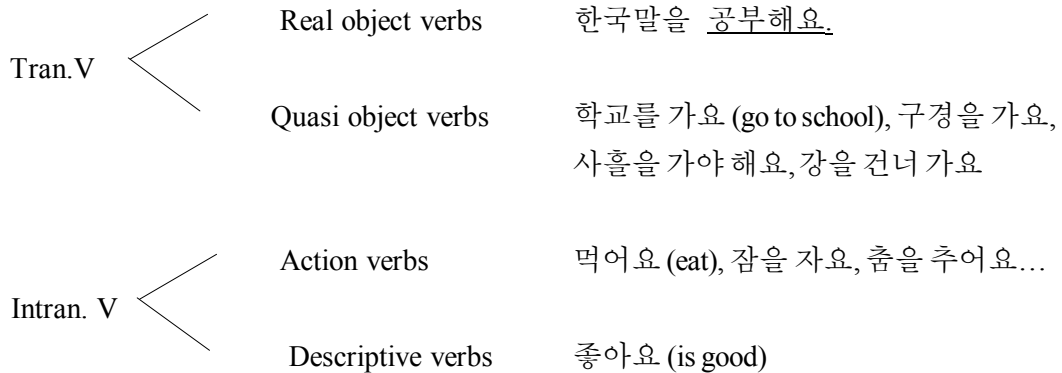 Real object verbs 한국말을 공부해요.
Tran.V
Quasi object verbs 학교를 가요 (go to school), 구경을 가요,
사흘을 가야 해요, 강을 건너 가요
Action verbs 먹어요 (eat), 잠을 자요, 춤을 추어요…
Intran. V
Descriptive verbs 좋아요 (is good)